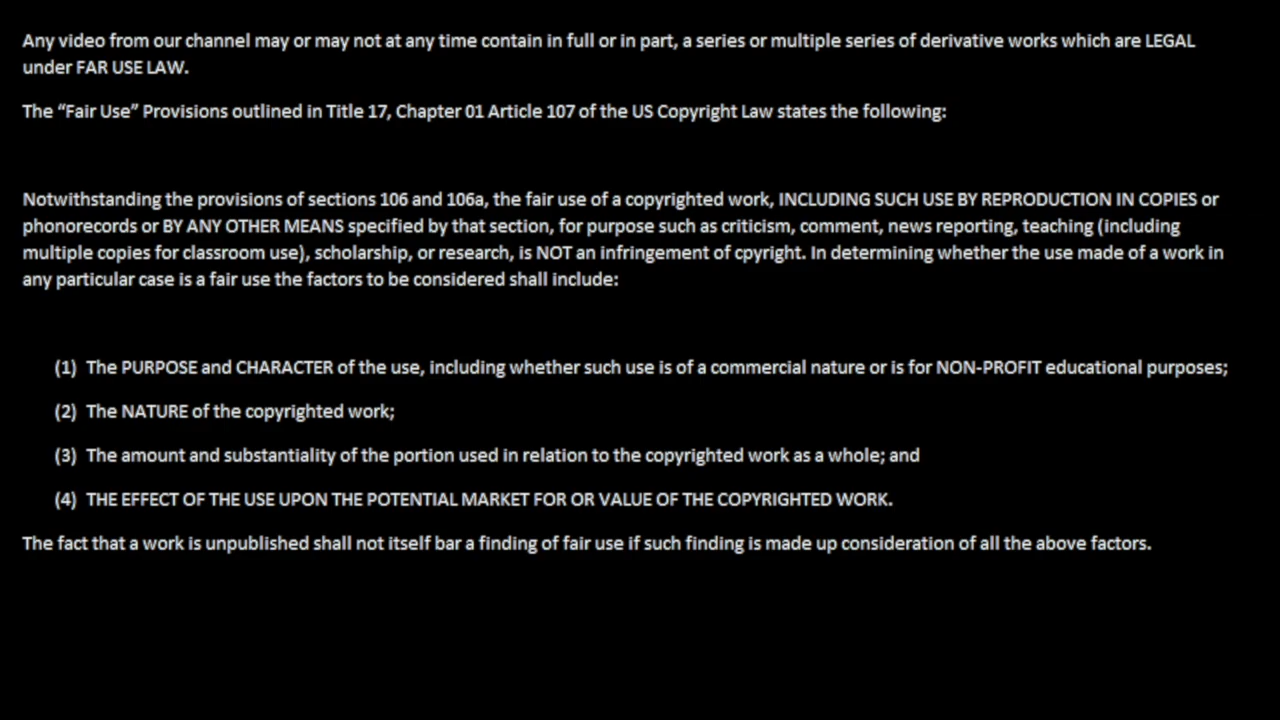 Any video from our channel may or may not at any time contain in full or in part, a series or multiple series of derivative works which are LEGAL
under FAR USE LAW.
The “Fair Use” Provisions outlined in Title 17, Chapter 01 Article 107 of the US Copyright Law states the following:
Notwithstanding the provisions of sections 106 and 106a, the fair use of a copyrighted work, INCLUDING SUCH USE BY REPRODUCTION IN COPIES or
phonorecords or BY ANY OTHER MEANS specified by that section, for purpose such as criticism, comment, news reporting, teaching (including
multiple copies for classroom use), scholarship, or research, is NOT an infringement of cpyright. In determining whether the use made of a work in
any particular case is a fair use the factors to be considered shall include:
(1) The PURPOSE and CHARACTER of the use, including whether such use is of a commercial nature or is for NON-PROFIT educational purposes;
(2) The NATURE of the copyrighted work;
(3) The amount and substantiality of the portion used in relation to the copyrighted work as a whole; and
(4) THE EFFECT OF THE USE UPON THE POTENTIAL MARKET FOR OR VALUE OF THE COPYRIGHTED WORK.
The fact that a work is unpublished shall not itself bar a finding of fair use if such finding is made up consideration of all the above factors.